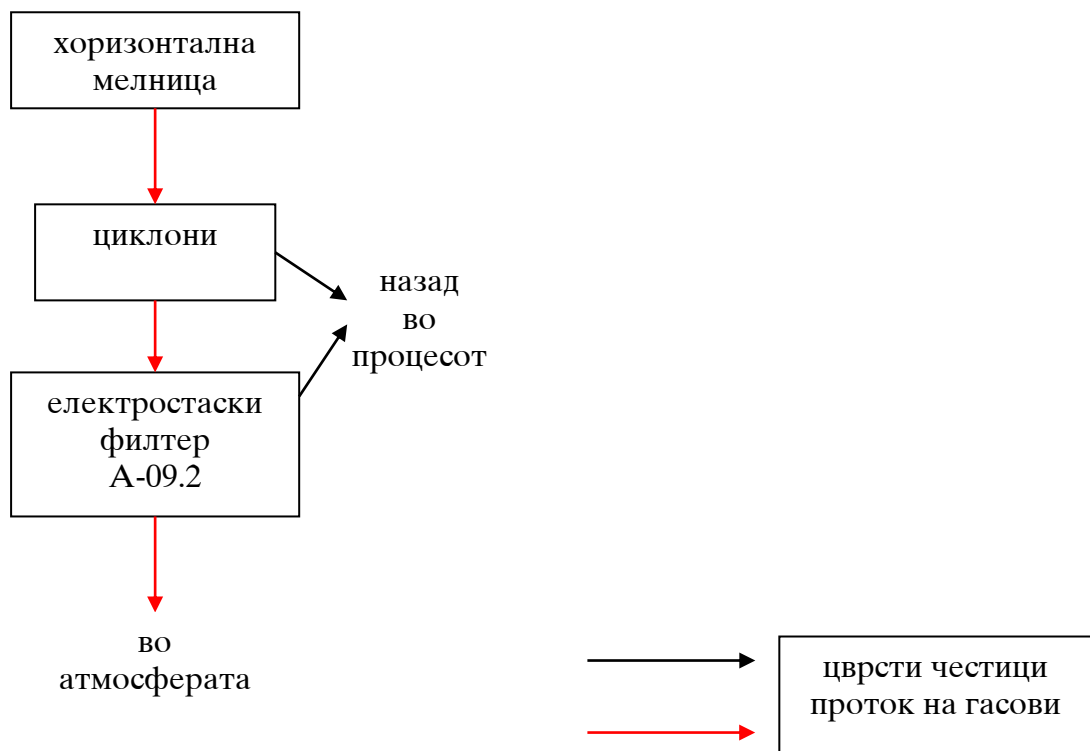 хоризонтална
мелница
циклони
назад
во
процесот
електростаски
филтер
А-09.2
во
атмосферата
цврсти честици
проток на гасови